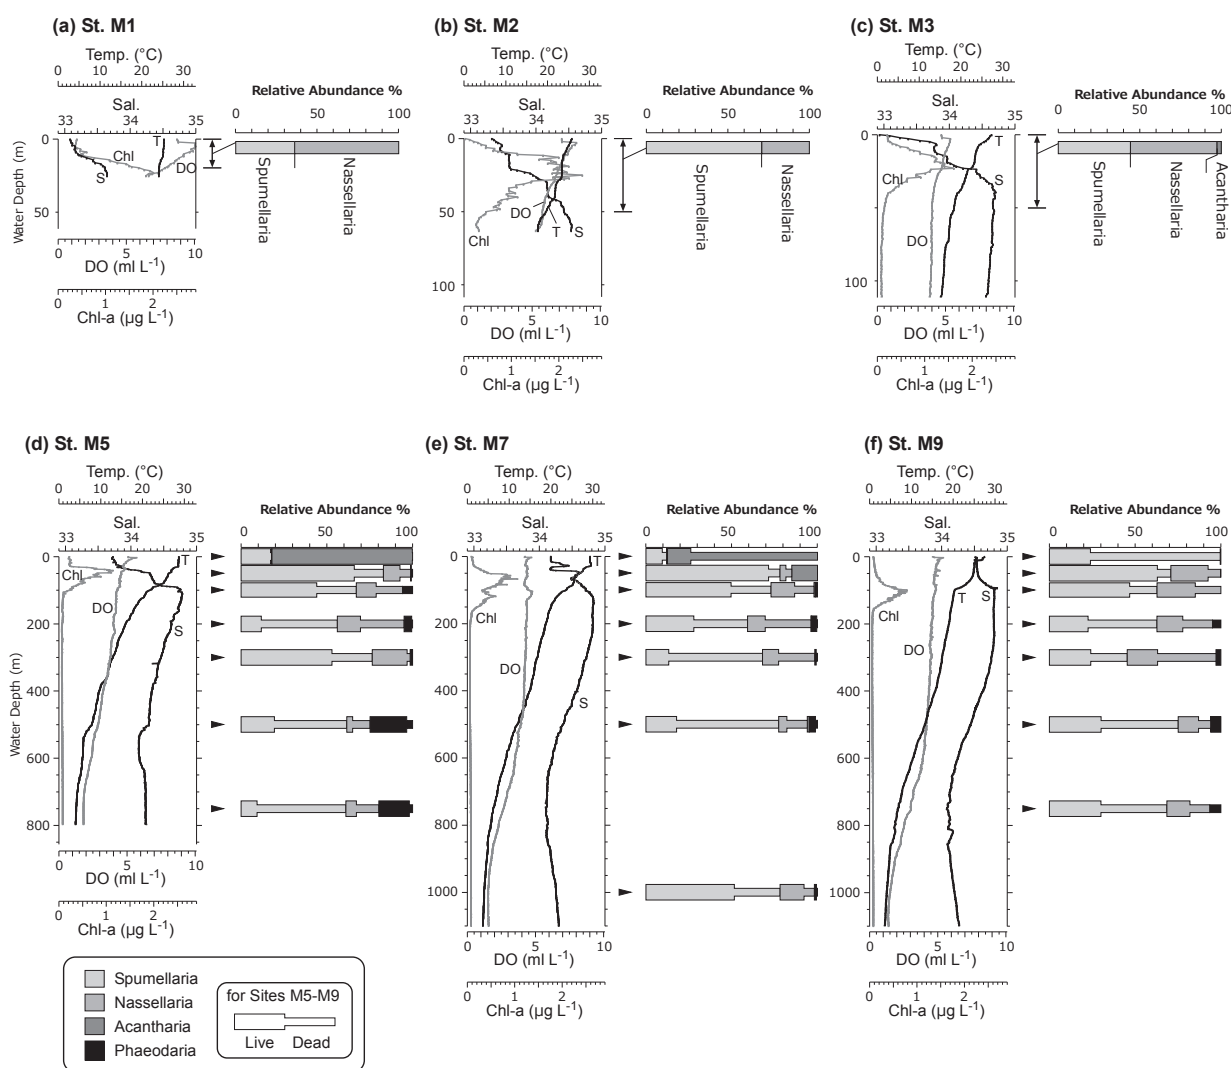 (a) St. M1
Temp. (°C)
0 10 20 30
Sal.
33 34 35
Relative Abundance %
0 50 100
Water Depth (m)
0
50
T
Chl
S
DO
Spumellaria
Nassellaria
0 5 10
DO (ml L-1)
0 1 2
Chl-a (µg L-1)
(b) St. M2
Temp. (°C)
0 10 20 30
Sal.
33 34 35
Relative Abundance %
0 50 100
0
50
100
DO
Chl
T
S
Spumellaria
Nassellaria
0 5 10
DO (ml L-1)
0 1 2
Chl-a (µg L-1)
(c) St. M3
Temp. (°C)
0 10 20 30
Sal.
33 34 35
Relative Abundance %
0 50 100
0
50
100
T
Chl
S
DO
Spumellaria
Nassellaria
Acantharia
0 5 10
DO (ml L-1)
0 1 2
Chl-a (µg L-1)
(d) St. M5
Temp. (°C)
0 10 20 30
Sal.
33 34 35
Relative Abundance %
0 50 100
Water Depth (m)
0
200
400
600
800
T
Chl
DO
S
0 5 10
DO (ml L-1)
0 1 2
Chl-a (µg L-1)
(e) St. M7
Temp. (°C)
0 10 20 30
Sal.
33 34 35
Relative Abundance %
0 50 100
0
200
400
600
800
1000
T
Chl
DO
S
0 5 10
DO (ml L-1)
0 1 2
Chl-a (µg L-1)
(f) St. M9
Temp. (°C)
0 10 20 30
Sal.
33 34 35
Relative Abundance %
0 50 100
0
200
400
600
800
1000
T
S
Chl
DO
0 5 10
DO (ml L-1)
0 1 2
Chl-a (µg L-1)
Spumellaria
Nassellaria
Acantharia
Phaeodaria
for Sites M5-M9
Live Dead